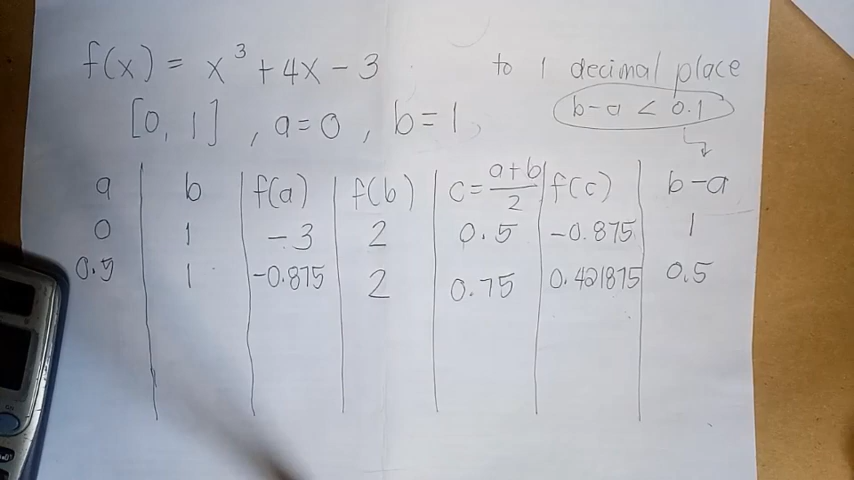 f(x) = x³ + 4x - 3 to 1 decimal place
[0, 1] , a=0 , b=1, b-a < 0.1
a b f(a) f(b) c = a+b/2 f(c) b-a
0 1 -3 2 0.5 -0.875 1
0.5 1 -0.875 2 0.75 0.421875 0.5